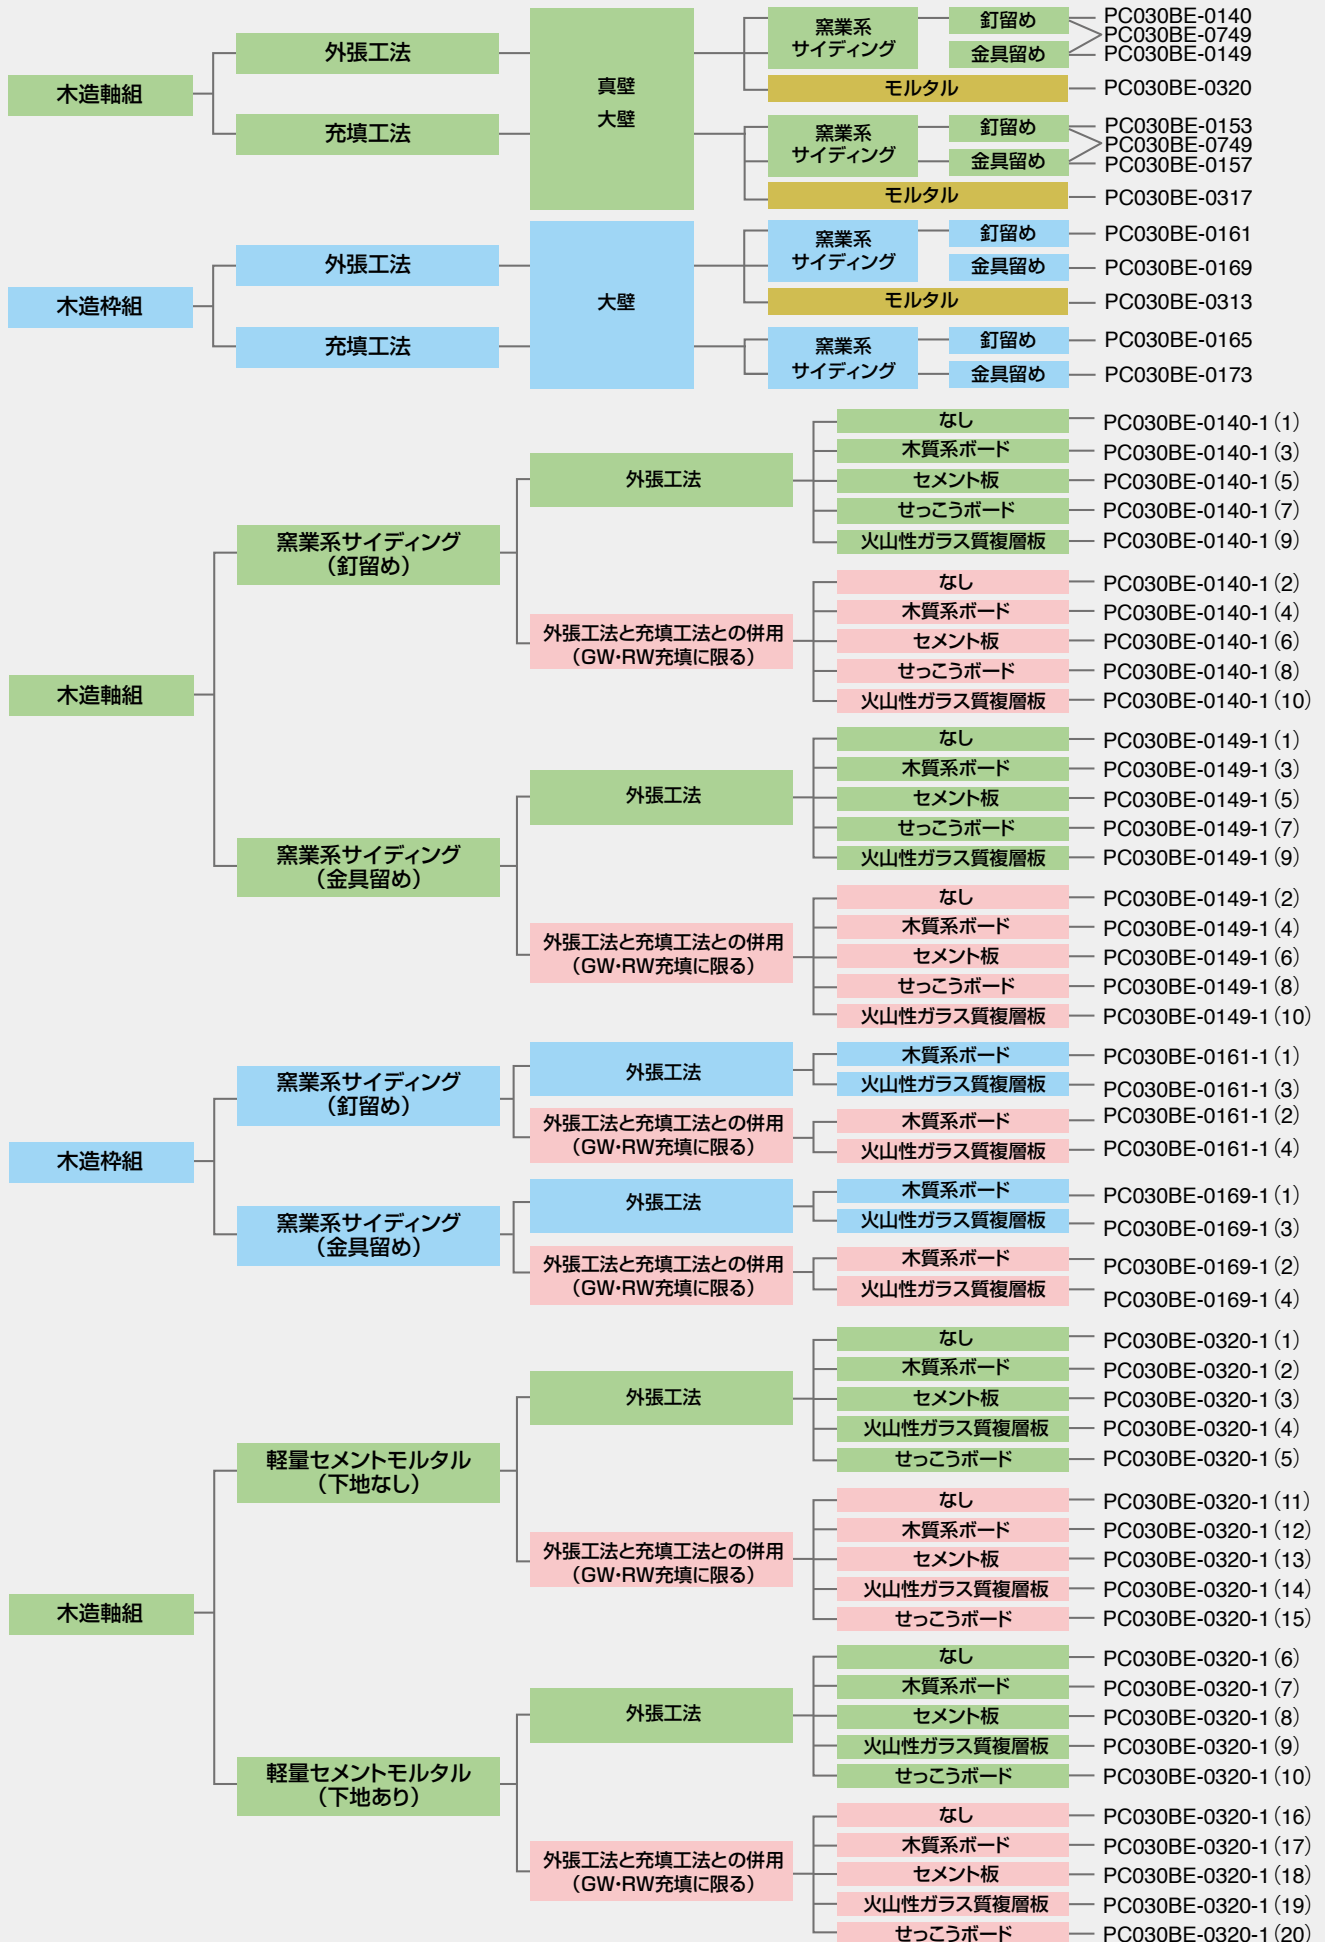 木造軸組
外張工法
充填工法
真壁
大壁
窯業系
サイディング
釘留め
金具留め
モルタル
PC030BE-0140
PC030BE-0749
PC030BE-0149
PC030BE-0320
窯業系
サイディング
釘留め
金具留め
モルタル
PC030BE-0153
PC030BE-0749
PC030BE-0157
PC030BE-0317
木造枠組
外張工法
充填工法
大壁
窯業系
サイディング
釘留め
金具留め
モルタル
PC030BE-0161
PC030BE-0169
PC030BE-0313
窯業系
サイディング
釘留め
金具留め
PC030BE-0165
PC030BE-0173
木造軸組
窯業系サイディング
（釘留め）
外張工法
なし PC030BE-0140-1（1）
木質系ボード PC030BE-0140-1（3）
セメント板 PC030BE-0140-1（5）
せっこうボード PC030BE-0140-1（7）
火山性ガラス質複層板 PC030BE-0140-1（9）
外張工法と充填工法との併用
（GW・RW充填に限る）
なし PC030BE-0140-1（2）
木質系ボード PC030BE-0140-1（4）
セメント板 PC030BE-0140-1（6）
せっこうボード PC030BE-0140-1（8）
火山性ガラス質複層板 PC030BE-0140-1（10）
窯業系サイディング
（金具留め）
外張工法
なし PC030BE-0149-1（1）
木質系ボード PC030BE-0149-1（3）
セメント板 PC030BE-0149-1（5）
せっこうボード PC030BE-0149-1（7）
火山性ガラス質複層板 PC030BE-0149-1（9）
外張工法と充填工法との併用
（GW・RW充填に限る）
なし PC030BE-0149-1（2）
木質系ボード PC030BE-0149-1（4）
セメント板 PC030BE-0149-1（6）
せっこうボード PC030BE-0149-1（8）
火山性ガラス質複層板 PC030BE-0149-1（10）
木造枠組
窯業系サイディング
（釘留め）
外張工法
木質系ボード PC030BE-0161-1（1）
火山性ガラス質複層板 PC030BE-0161-1（3）
外張工法と充填工法との併用
（GW・RW充填に限る）
木質系ボード PC030BE-0161-1（2）
火山性ガラス質複層板 PC030BE-0161-1（4）
窯業系サイディング
（金具留め）
外張工法
木質系ボード PC030BE-0169-1（1）
火山性ガラス質複層板 PC030BE-0169-1（3）
外張工法と充填工法との併用
（GW・RW充填に限る）
木質系ボード PC030BE-0169-1（2）
火山性ガラス質複層板 PC030BE-0169-1（4）
木造軸組
軽量セメントモルタル
（下地なし）
外張工法
なし PC030BE-0320-1（1）
木質系ボード PC030BE-0320-1（2）
セメント板 PC030BE-0320-1（3）
火山性ガラス質複層板 PC030BE-0320-1（4）
せっこうボード PC030BE-0320-1（5）
外張工法と充填工法との併用
（GW・RW充填に限る）
なし PC030BE-0320-1（11）
木質系ボード PC030BE-0320-1（12）
セメント板 PC030BE-0320-1（13）
火山性ガラス質複層板 PC030BE-0320-1（14）
せっこうボード PC030BE-0320-1（15）
軽量セメントモルタル
（下地あり）
外張工法
なし PC030BE-0320-1（6）
木質系ボード PC030BE-0320-1（7）
セメント板 PC030BE-0320-1（8）
火山性ガラス質複層板 PC030BE-0320-1（9）
せっこうボード PC030BE-0320-1（10）
外張工法と充填工法との併用
（GW・RW充填に限る）
なし PC030BE-0320-1（16）
木質系ボード PC030BE-0320-1（17）
セメント板 PC030BE-0320-1（18）
火山性ガラス質複層板 PC030BE-0320-1（19）
せっこうボード PC030BE-0320-1（20）